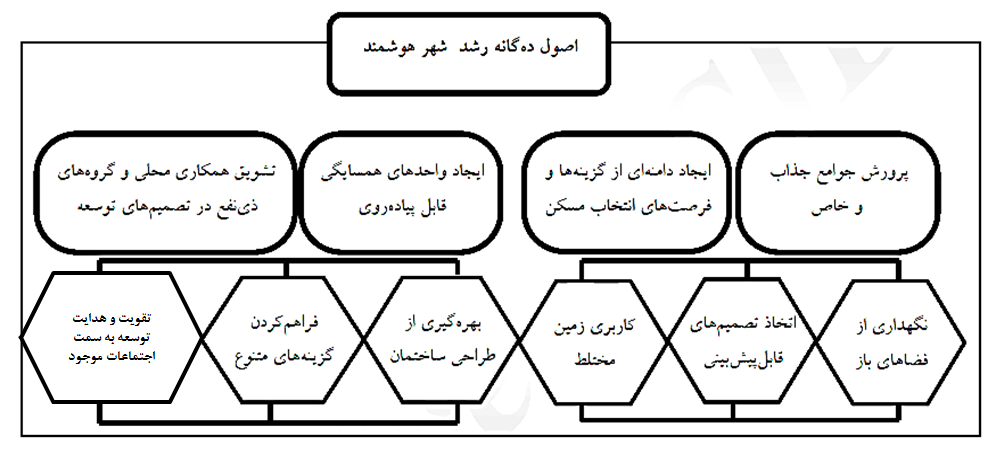 اصول ده‌گانه رشد شهر هوشمند
پرورش جوامع جذاب
و خاص
ایجاد دامنه‌ای از گزینه‌ها و
فرصت‌های انتخاب مسکن
ایجاد واحدهای همسایگی
قابل پیاده‌روی
تشویق همکاری محلی و گروه‌های
ذی‌نفع در تصمیم‌های توسعه
نگهداری از
فضاهای باز
اتخاذ تصمیم‌های
قابل‌پیش‌بینی
کاربری زمین
مختلط
بهره‌گیری از
طراحی ساختمان
فراهم‌کردن
گزینه‌های متنوع
تقویت و هدایت
توسعه به سمت
اجتماعات موجود